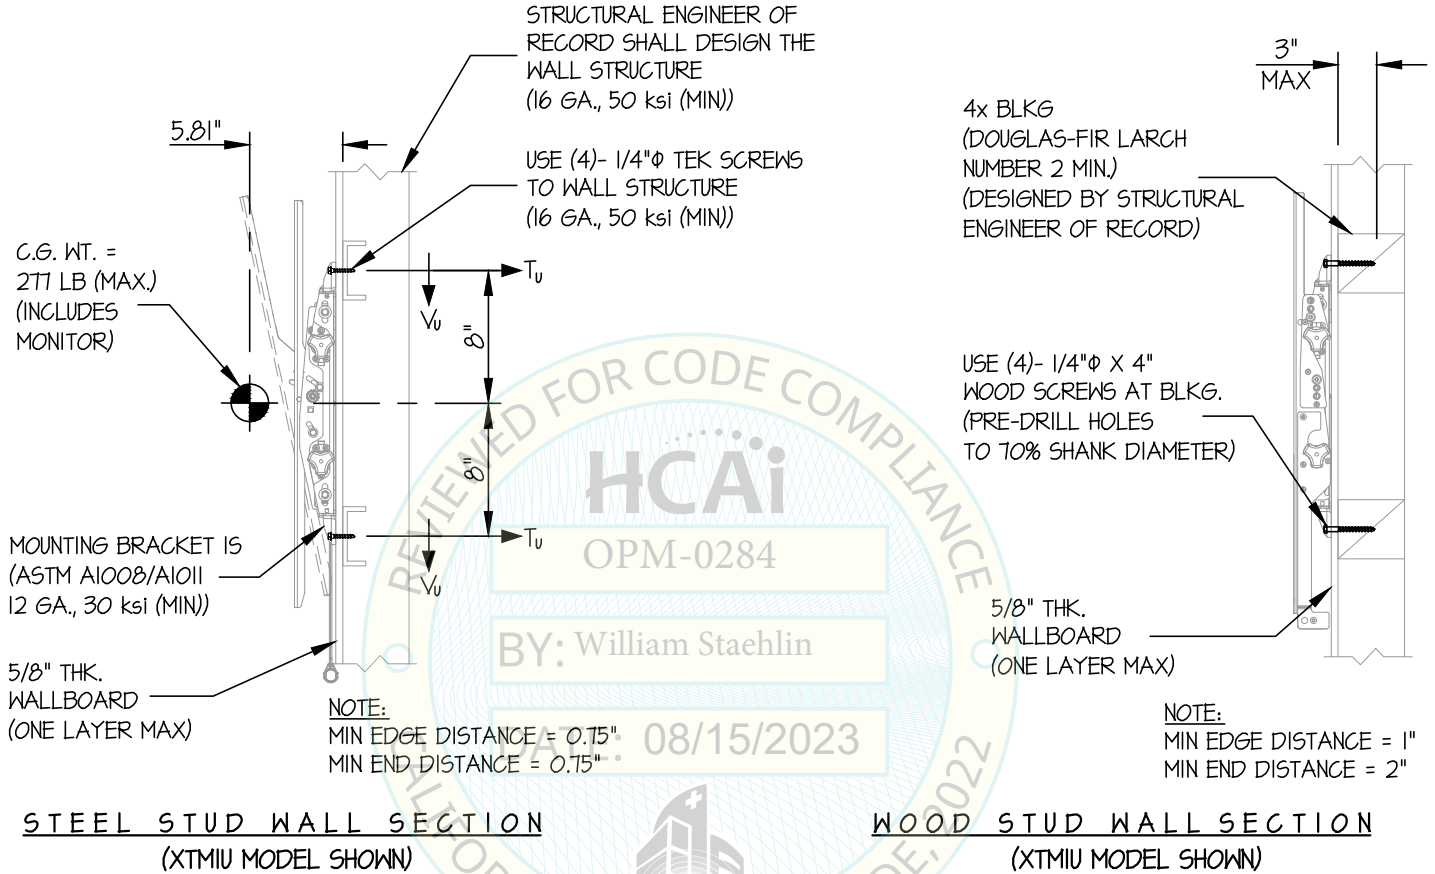 STRUCTURAL ENGINEER OF
RECORD SHALL DESIGN THE
WALL STRUCTURE
(16 GA., 50 ksi (MIN))
5.81"
USE (4)- 1/4"Φ TEK SCREWS
TO WALL STRUCTURE
(16 GA., 50 ksi (MIN))
C.G. WT. =
277 LB (MAX.)
(INCLUDES
MONITOR)
Tu
Vu
8"
8"
Tu
Vu
MOUNTING BRACKET IS
(ASTM A1008/A1011
12 GA., 30 ksi (MIN))
5/8" THK.
WALLBOARD
(ONE LAYER MAX)
NOTE:
MIN EDGE DISTANCE = 0.75"
MIN END DISTANCE = 0.75"
STEEL STUD WALL SECTION
(XTM1U MODEL SHOWN)
REVIEWED FOR CODE COMPLIANCE
HCAi
OPM-0284
BY: William Staehlin
DATE: 08/15/2023
3"
MAX
4x BLKG
(DOUGLAS-FIR LARCH
NUMBER 2 MIN.)
(DESIGNED BY STRUCTURAL
ENGINEER OF RECORD)
USE (4)- 1/4"Φ X 4"
WOOD SCREWS AT BLKG.
(PRE-DRILL HOLES
TO 70% SHANK DIAMETER)
5/8" THK.
WALLBOARD
(ONE LAYER MAX)
NOTE:
MIN EDGE DISTANCE = 1"
MIN END DISTANCE = 2"
WOOD STUD WALL SECTION
(XTM1U MODEL SHOWN)
2022